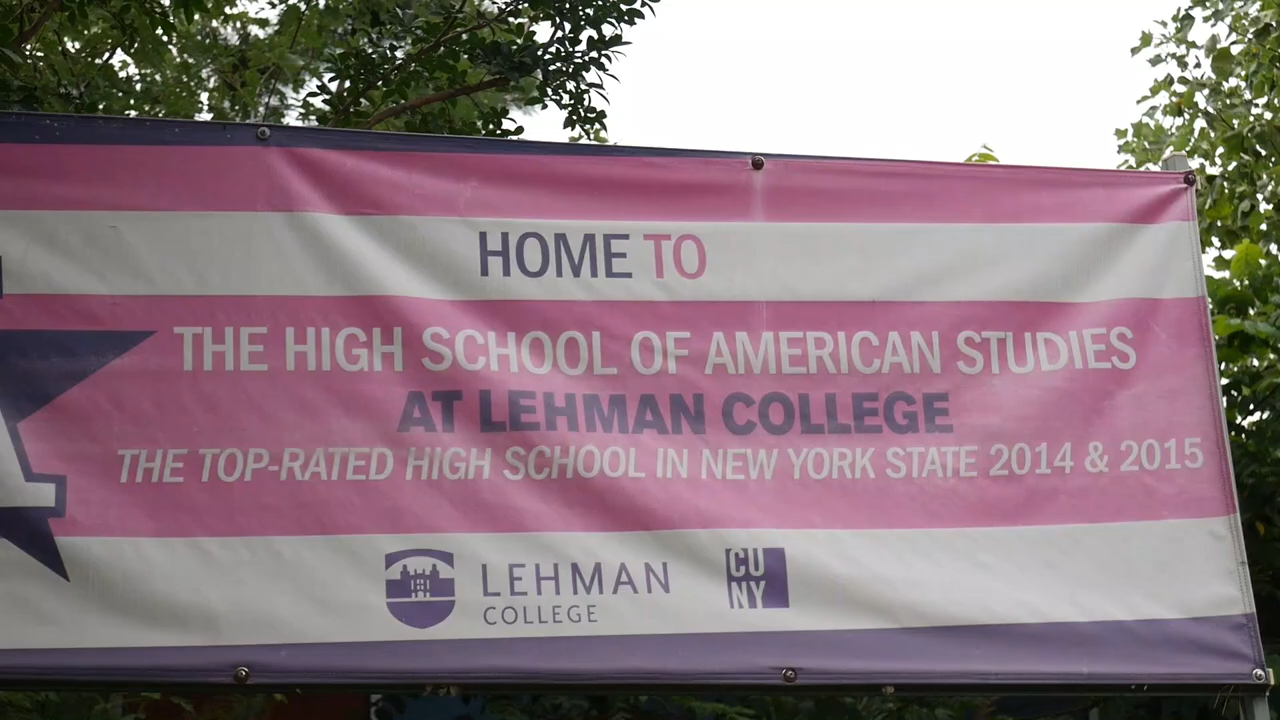 HOME TO
THE HIGH SCHOOL OF AMERICAN STUDIES
AT LEHMAN COLLEGE
THE TOP-RATED HIGH SCHOOL IN NEW YORK STATE 2014 & 2015
LEHMAN
COLLEGE
CU
NY